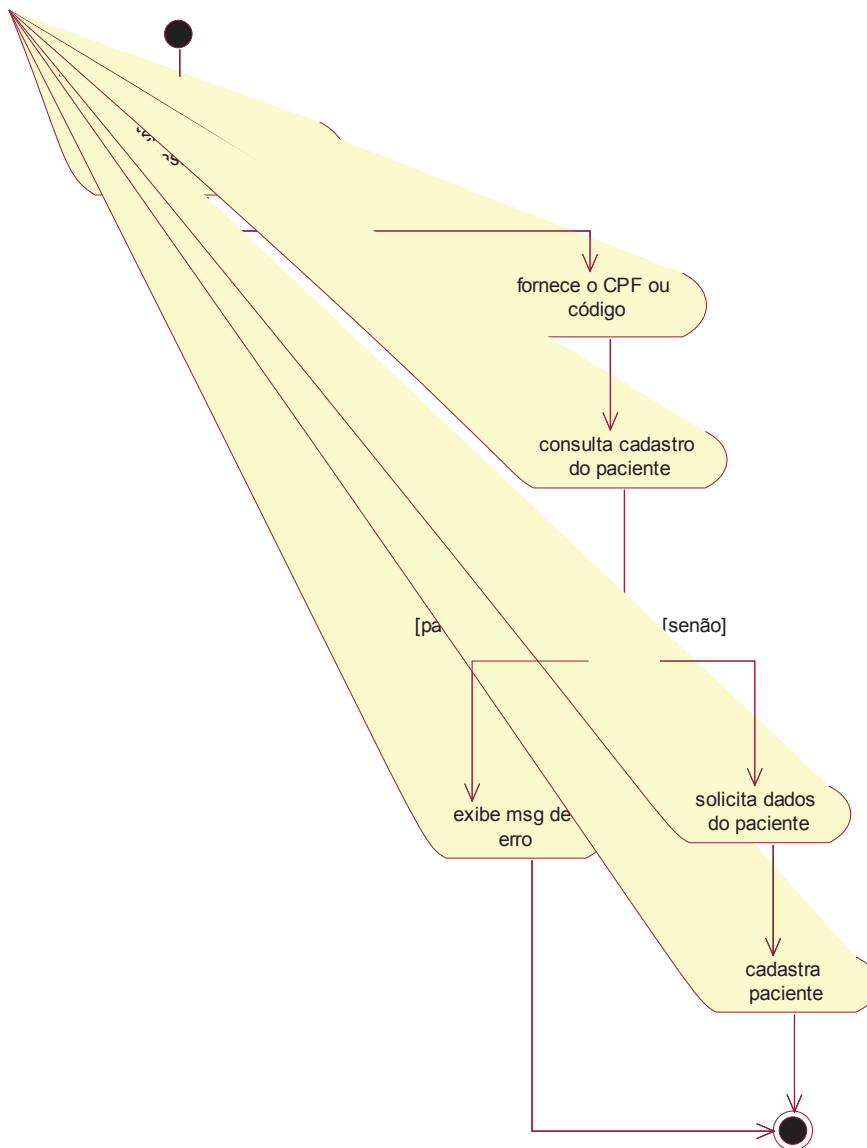 fornece o CPF ou
código
consulta cadastro
do paciente
[pa
[senão]
solicita dados
do paciente
exibe msg de
erro
cadastra
paciente